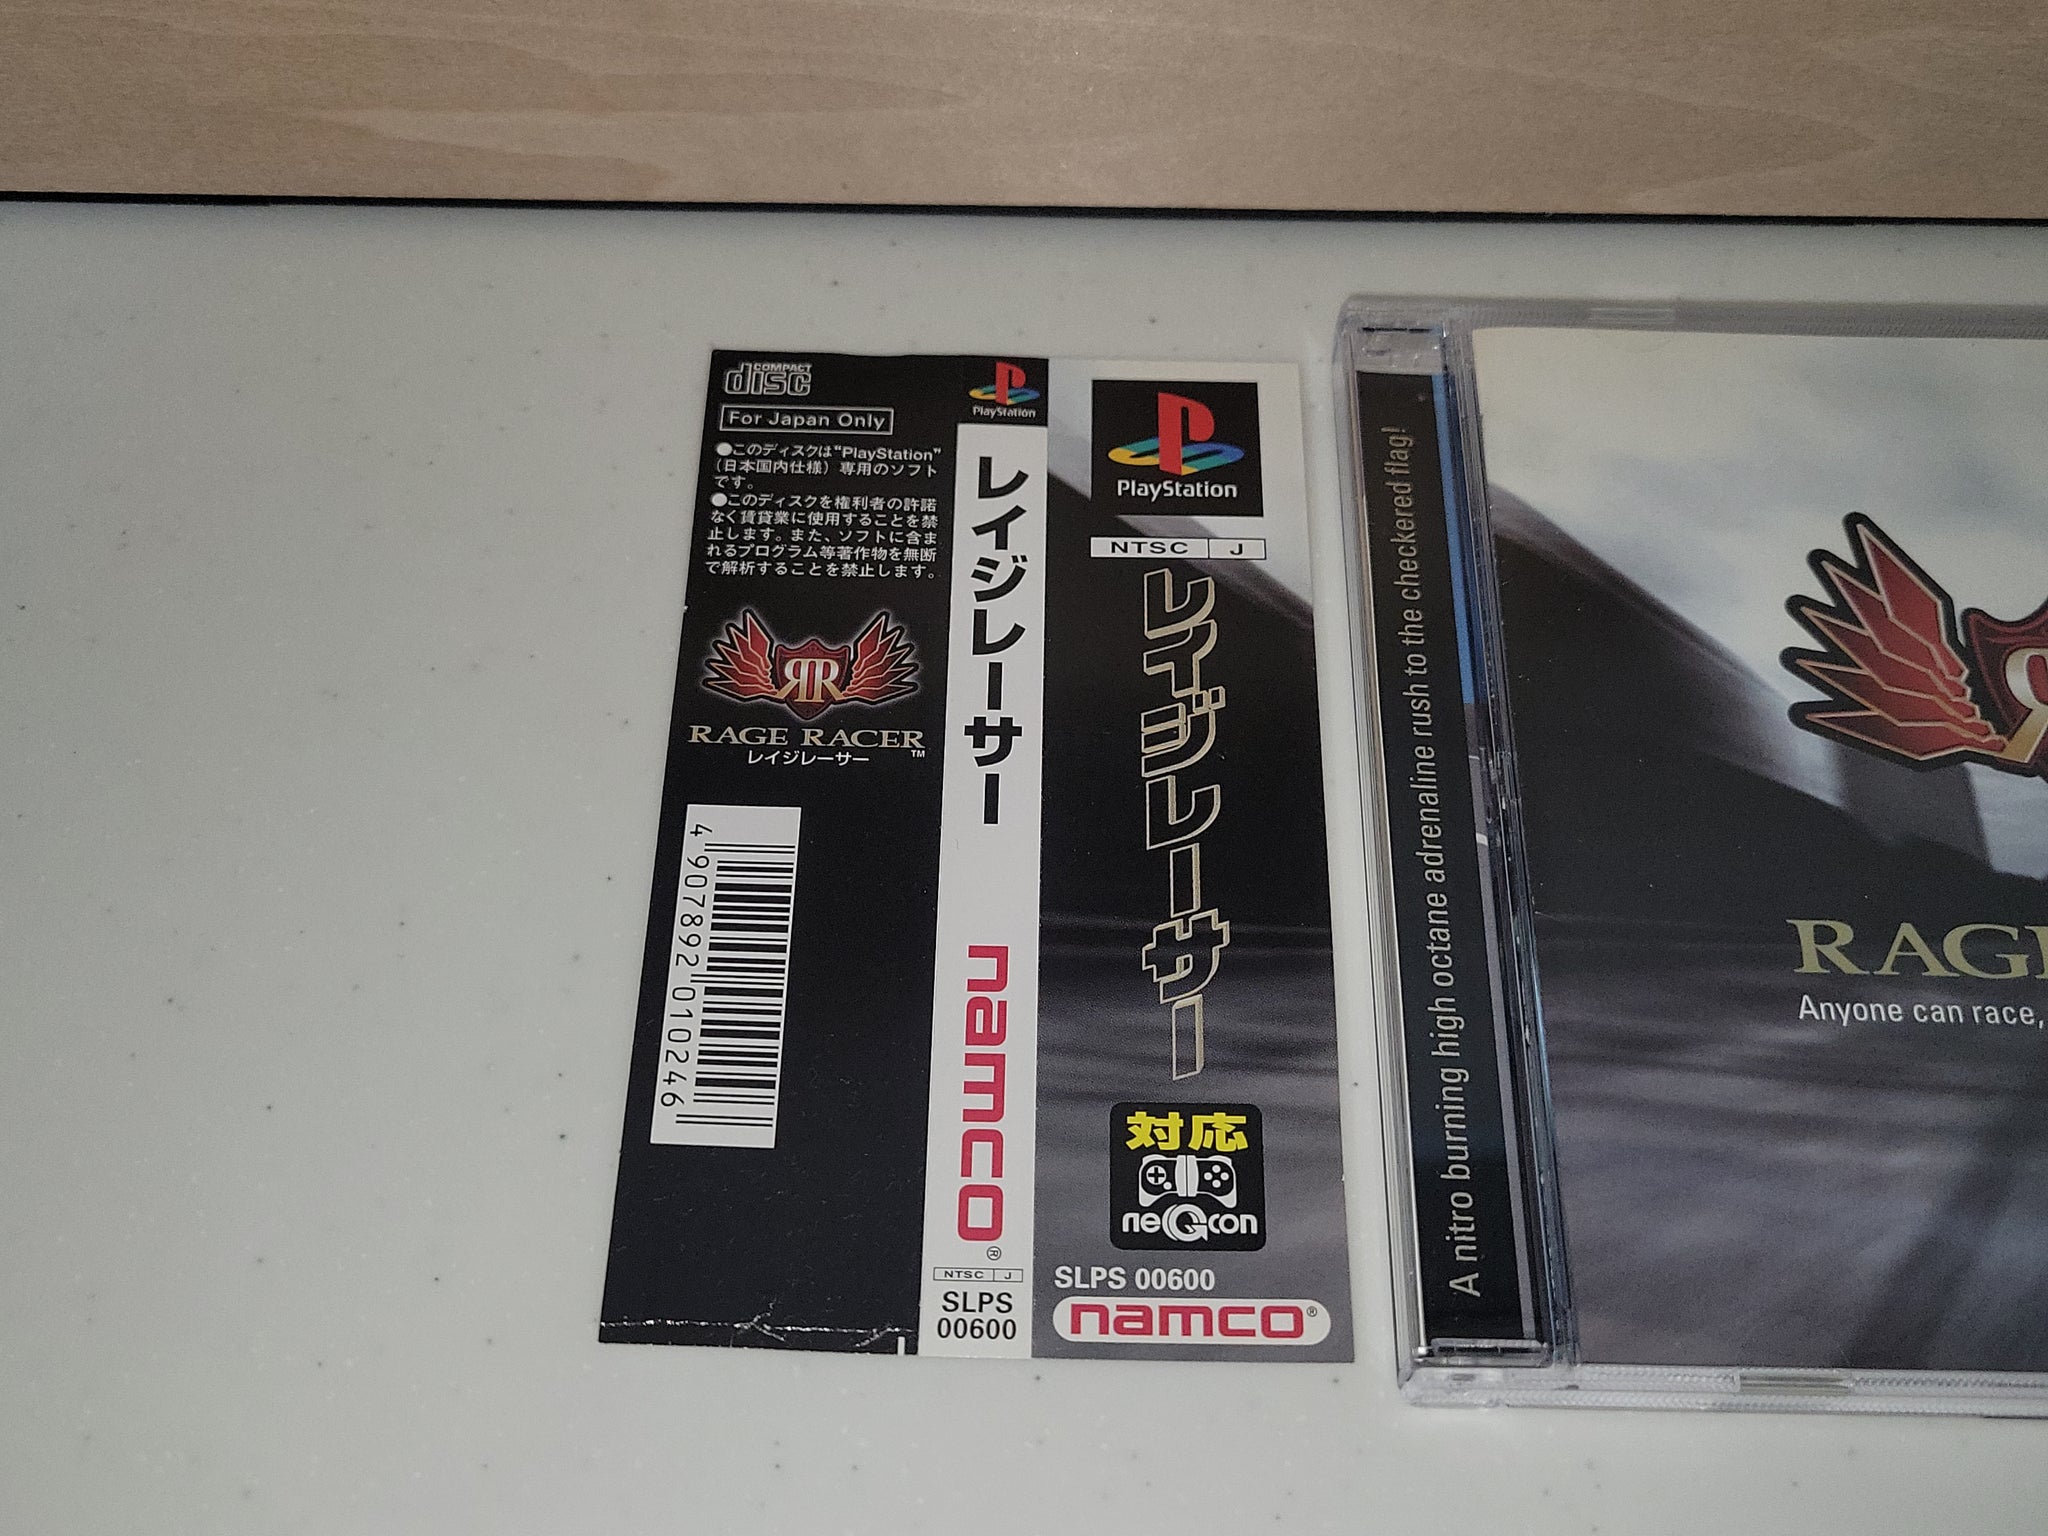 COMPACT
disc
For Japan Only
●このディスクは“PlayStation”
（日本国内仕様）専用のソフト
です。
●このディスクを権利者の許諾
なく賃貸業に使用することを禁
止します。また、ソフトに含ま
れるプログラム等著作物を無断
で解析することを禁止します。
RR
RAGE RACER™
レイジレーサー
4 907892 010246
PlayStation
レイジレーサー
namco®
NTSC J
SLPS
00600
PlayStation
NTSC J
レイジレーサー
対応
neGcon
SLPS 00600
namco®
A nitro burning high octane adrenaline rush to the checkered flag!
RAGE
Anyone can race,